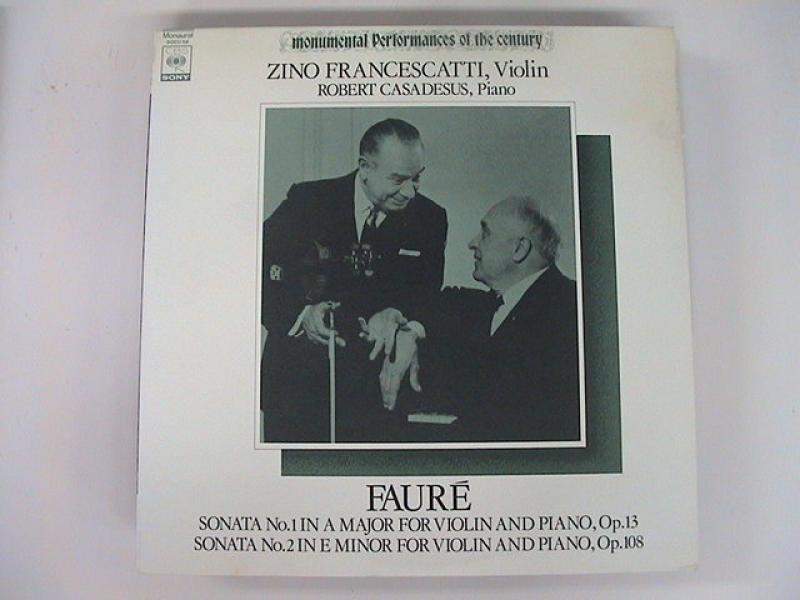 Monaural
CBS
SONY
monumental Performances of the century
ZINO FRANCESCATTI, Violin
ROBERT CASADESUS, Piano
FAURÉ
SONATA No.1 IN A MAJOR FOR VIOLIN AND PIANO, Op.13
SONATA No.2 IN E MINOR FOR VIOLIN AND PIANO, Op.108